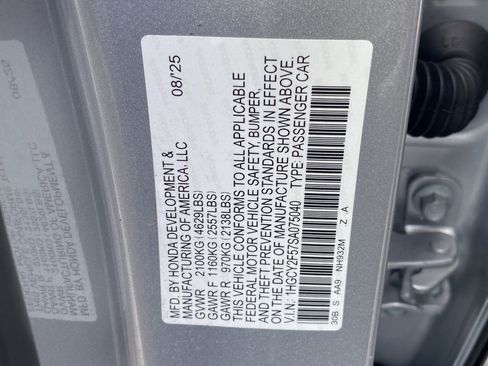 MFD. BY HONDA DEVELOPMENT &
MANUFACTURING OF AMERICA, LLC
08/'25
GVWR 2100KG(4629LBS)
GAWR F 1160KG(2557LBS)
GAWR R 970KG(2138LBS)
THIS VEHICLE CONFORMS TO ALL APPLICABLE
FEDERAL MOTOR VEHICLE SAFETY, BUMPER,
AND THEFT PREVENTION STANDARDS IN EFFECT
ON THE DATE OF MANUFACTURE SHOWN ABOVE.
V.I.N: 1HGCY2F57SA075040 TYPE: PASSENGER CAR
30B S AA9 NH932M Z A